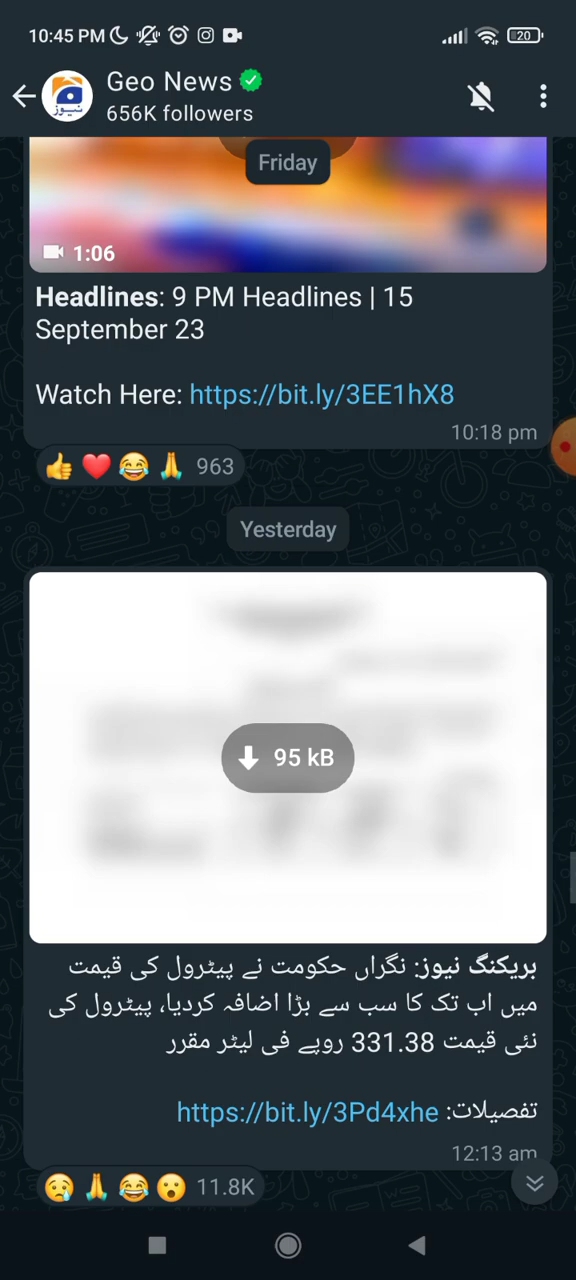 10:45 PM
20
Geo News
656K followers
Friday
1:06
Headlines: 9 PM Headlines | 15
September 23
Watch Here: https://bit.ly/3EE1hX8
10:18 pm
963
Yesterday
95 kB
بریکنگ نیوز: نگراں حکومت نے پیٹرول کی قیمت
میں اب تک کا سب سے بڑا اضافہ کردیا، پیٹرول کی
نئی قیمت 331.38 روپے فی لیٹر مقرر
تفصیلات: https://bit.ly/3Pd4xhe
12:13 am
11.8K